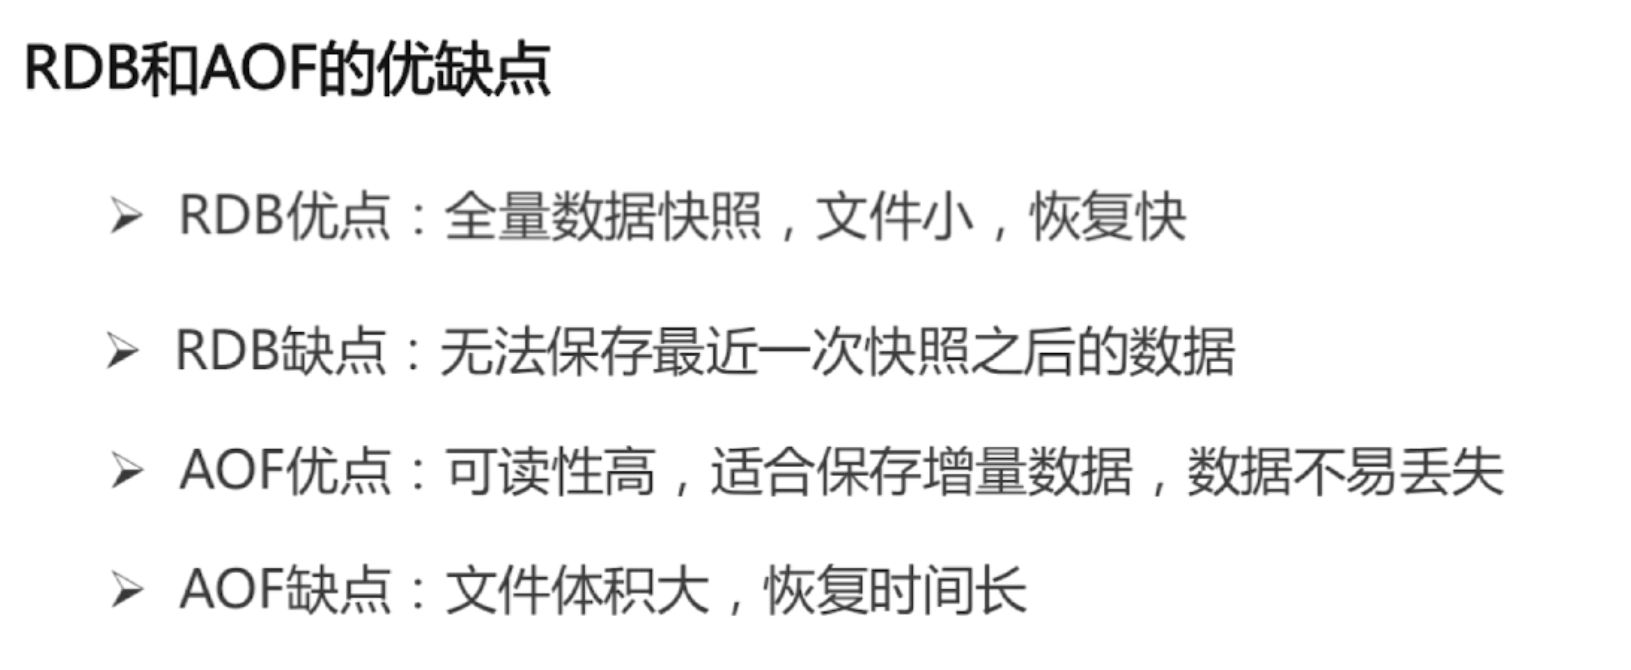 RDB和AOF的优缺点
➢ RDB优点：全量数据快照，文件小，恢复快
➢ RDB缺点：无法保存最近一次快照之后的数据
➢ AOF优点：可读性高，适合保存增量数据，数据不易丢失
➢ AOF缺点：文件体积大，恢复时间长